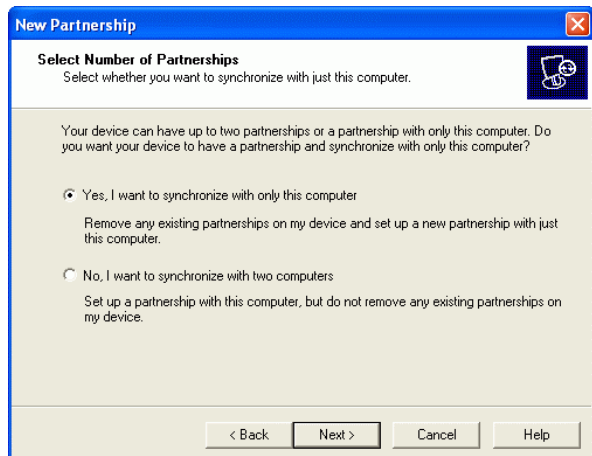 New Partnership
Select Number of Partnerships
Select whether you want to synchronize with just this computer.
Your device can have up to two partnerships or a partnership with only this computer. Do
you want your device to have a partnership and synchronize with only this computer?
Yes, I want to synchronize with only this computer
Remove any existing partnerships on my device and set up a new partnership with just
this computer.
No, I want to synchronize with two computers
Set up a partnership with this computer, but do not remove any existing partnerships on
my device.
< Back Next > Cancel Help